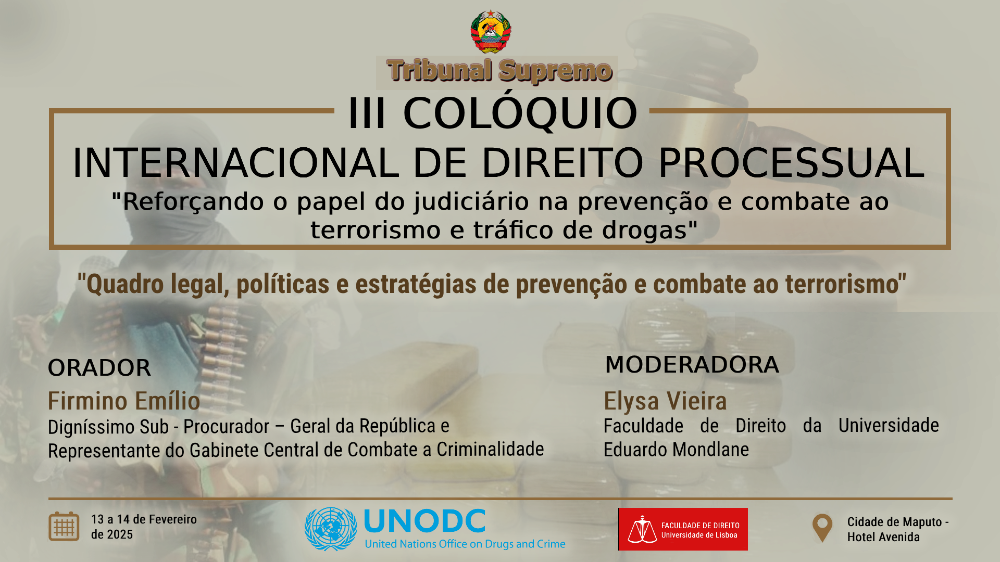 Tribunal Supremo
III COLÓQUIO
INTERNACIONAL DE DIREITO PROCESSUAL
"Reforçando o papel do judiciário na prevenção e combate ao
terrorismo e tráfico de drogas"
"Quadro legal, políticas e estratégias de prevenção e combate ao terrorismo"
ORADOR
Firmino Emílio
Digníssimo Sub - Procurador – Geral da República e
Representante do Gabinete Central de Combate a Criminalidade
MODERADORA
Elysa Vieira
Faculdade de Direito da Universidade
Eduardo Mondlane
13 a 14 de Fevereiro
de 2025
UNODC
United Nations Office on Drugs and Crime
FACULDADE DE DIREITO
Universidade de Lisboa
Cidade de Maputo -
Hotel Avenida